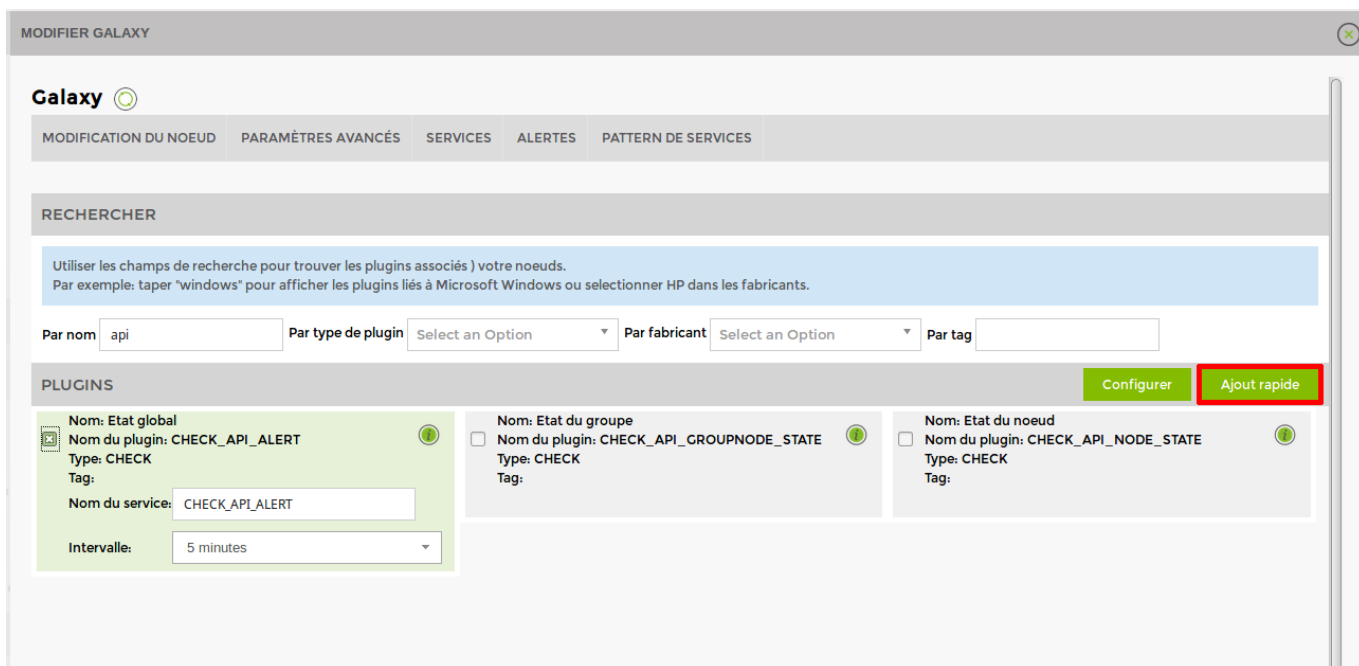 MODIFIER GALAXY
Galaxy
MODIFICATION DU NOEUD PARAMÈTRES AVANCÉS SERVICES ALERTES PATTERN DE SERVICES
RECHERCHER
Utiliser les champs de recherche pour trouver les plugins associés ) votre noeuds.
Par exemple: taper "windows" pour afficher les plugins liés à Microsoft Windows ou selectionner HP dans les fabricants.
Par nom api Par type de plugin Select an Option Par fabricant Select an Option Par tag
PLUGINS Configurer Ajout rapide
Nom: Etat global
Nom du plugin: CHECK_API_ALERT
Type: CHECK
Tag:
Nom du service: CHECK_API_ALERT
Intervalle: 5 minutes
Nom: Etat du groupe
Nom du plugin: CHECK_API_GROUPNODE_STATE
Type: CHECK
Tag:
Nom: Etat du noeud
Nom du plugin: CHECK_API_NODE_STATE
Type: CHECK
Tag: